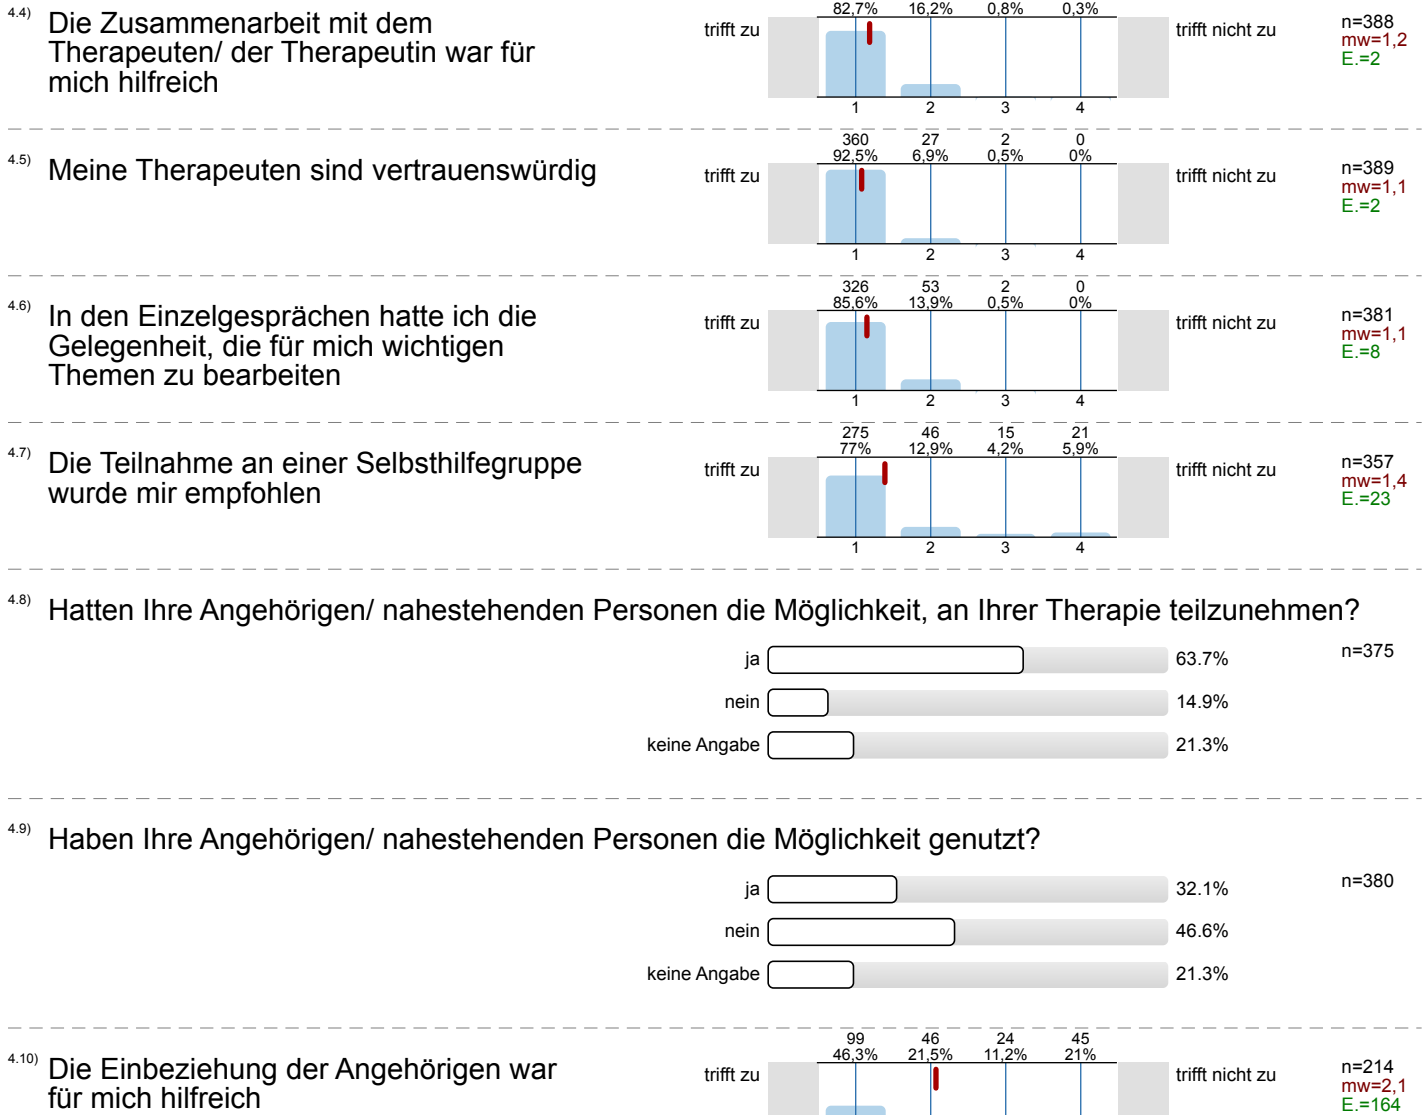 4.4) Die Zusammenarbeit mit dem
Therapeuten/ der Therapeutin war für
mich hilfreich
82,7% 16,2% 0,8% 0,3%
trifft zu
trifft nicht zu
1 2 3 4
n=388
mw=1,2
E.=2
4.5) Meine Therapeuten sind vertrauenswürdig
360 27 2 0
92,5% 6,9% 0,5% 0%
trifft zu
trifft nicht zu
1 2 3 4
n=389
mw=1,1
E.=2
4.6) In den Einzelgesprächen hatte ich die
Gelegenheit, die für mich wichtigen
Themen zu bearbeiten
326 53 2 0
85,6% 13,9% 0,5% 0%
trifft zu
trifft nicht zu
1 2 3 4
n=381
mw=1,1
E.=8
4.7) Die Teilnahme an einer Selbsthilfegruppe
wurde mir empfohlen
275 46 15 21
77% 12,9% 4,2% 5,9%
trifft zu
trifft nicht zu
1 2 3 4
n=357
mw=1,4
E.=23
4.8) Hatten Ihre Angehörigen/ nahestehenden Personen die Möglichkeit, an Ihrer Therapie teilzunehmen?
ja 63.7% n=375
nein 14.9%
keine Angabe 21.3%
4.9) Haben Ihre Angehörigen/ nahestehenden Personen die Möglichkeit genutzt?
ja 32.1% n=380
nein 46.6%
keine Angabe 21.3%
4.10) Die Einbeziehung der Angehörigen war
für mich hilfreich
99 46 24 45
46,3% 21,5% 11,2% 21%
trifft zu
trifft nicht zu
n=214
mw=2,1
E.=164